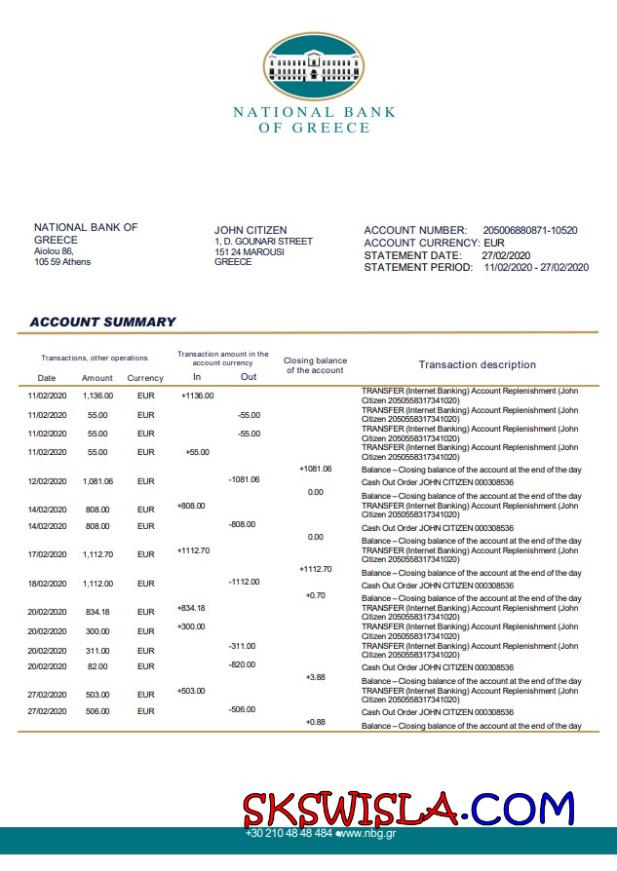 NATIONAL BANK
OF GREECE
NATIONAL BANK OF
GREECE
Aiolou 86,
105 59 Athens
JOHN CITIZEN
1, D. GOUNARI STREET
151 24 MAROUSI
GREECE
ACCOUNT NUMBER: 205006880871-10520
ACCOUNT CURRENCY: EUR
STATEMENT DATE: 27/02/2020
STATEMENT PERIOD: 11/02/2020 - 27/02/2020
ACCOUNT SUMMARY
Transactions, other operations
Transaction amount in the
account currency
Closing balance
of the account
Transaction description
Date Amount Currency In Out
11/02/2020 1,136.00 EUR +1136.00 TRANSFER (Internet Banking) Account Replenishment (John
Citizen 2050558317341020)
11/02/2020 55.00 EUR -55.00 TRANSFER (Internet Banking) Account Replenishment (John
Citizen 2050558317341020)
11/02/2020 55.00 EUR -55.00 TRANSFER (Internet Banking) Account Replenishment (John
Citizen 2050558317341020)
11/02/2020 55.00 EUR +55.00 TRANSFER (Internet Banking) Account Replenishment (John
Citizen 2050558317341020)
+1081.06 Balance – Closing balance of the account at the end of the day
12/02/2020 1,081.06 EUR -1081.06 Cash Out Order JOHN CITIZEN 000308536
0.00 Balance – Closing balance of the account at the end of the day
14/02/2020 808.00 EUR +808.00 TRANSFER (Internet Banking) Account Replenishment (John
Citizen 2050558317341020)
14/02/2020 808.00 EUR -808.00 Cash Out Order JOHN CITIZEN 000308536
0.00 Balance – Closing balance of the account at the end of the day
17/02/2020 1,112.70 EUR +1112.70 TRANSFER (Internet Banking) Account Replenishment (John
Citizen 2050558317341020)
+1112.70 Balance – Closing balance of the account at the end of the day
18/02/2020 1,112.00 EUR -1112.00 Cash Out Order JOHN CITIZEN 000308536
+0.70 Balance – Closing balance of the account at the end of the day
20/02/2020 834.18 EUR +834.18 TRANSFER (Internet Banking) Account Replenishment (John
Citizen 2050558317341020)
20/02/2020 300.00 EUR +300.00 TRANSFER (Internet Banking) Account Replenishment (John
Citizen 2050558317341020)
20/02/2020 311.00 EUR -311.00 TRANSFER (Internet Banking) Account Replenishment (John
Citizen 2050558317341020)
20/02/2020 82.00 EUR -820.00 Cash Out Order JOHN CITIZEN 000308536
+3.88 Balance – Closing balance of the account at the end of the day
27/02/2020 503.00 EUR +503.00 TRANSFER (Internet Banking) Account Replenishment (John
Citizen 2050558317341020)
27/02/2020 506.00 EUR -506.00 Cash Out Order JOHN CITIZEN 000308536
+0.88 Balance – Closing balance of the account at the end of the day
SKSWISLA.COM
+30 210 48 48 484 •www.nbg.gr